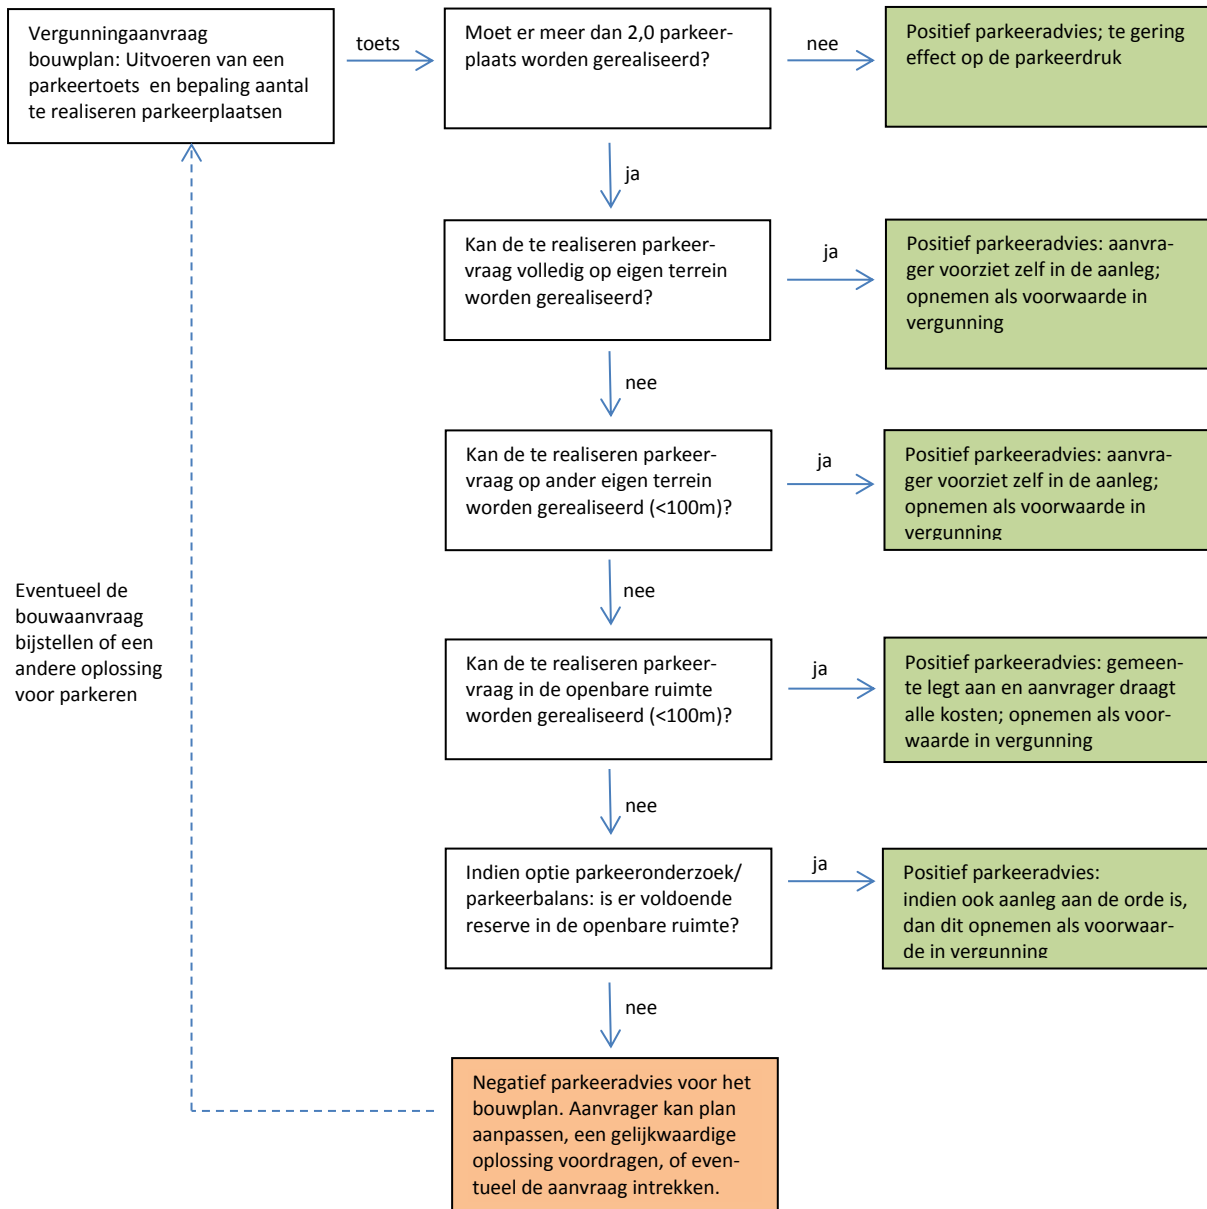 Vergunningaanvraag
bouwplan: Uitvoeren van een
parkeertoets en bepaling aantal
te realiseren parkeerplaatsen
toets
Moet er meer dan 2,0 parkeer-
plaats worden gerealiseerd?
nee
Positief parkeeradvies; te gering
effect op de parkeerdruk
ja
Kan de te realiseren parkeer-
vraag volledig op eigen terrein
worden gerealiseerd?
ja
Positief parkeeradvies: aanvra-
ger voorziet zelf in de aanleg;
opnemen als voorwaarde in
vergunning
nee
Kan de te realiseren parkeer-
vraag op ander eigen terrein
worden gerealiseerd (<100m)?
ja
Positief parkeeradvies: aanvra-
ger voorziet zelf in de aanleg;
opnemen als voorwaarde in
vergunning
nee
Eventueel de
bouwaanvraag
bijstellen of een
andere oplossing
voor parkeren
Kan de te realiseren parkeer-
vraag in de openbare ruimte
worden gerealiseerd (<100m)?
ja
Positief parkeeradvies: gemeen-
te legt aan en aanvrager draagt
alle kosten; opnemen als voor-
waarde in vergunning
nee
Indien optie parkeeronderzoek/
parkeerbalans: is er voldoende
reserve in de openbare ruimte?
ja
Positief parkeeradvies:
indien ook aanleg aan de orde is,
dan dit opnemen als voorwaar-
de in vergunning
nee
Negatief parkeeradvies voor het
bouwplan. Aanvrager kan plan
aanpassen, een gelijkwaardige
oplossing voordragen, of even-
tueel de aanvraag intrekken.